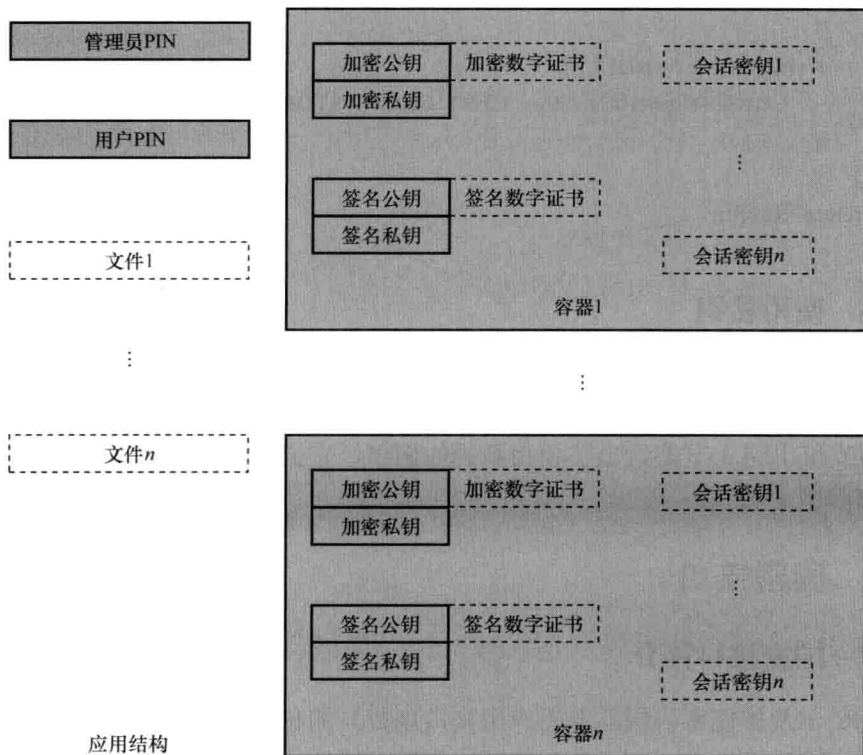 管理员PIN
用户PIN
文件1
⋮
文件n
应用结构
加密公钥 加密数字证书 会话密钥1
加密私钥
⋮
签名公钥 签名数字证书
签名私钥
会话密钥n
容器1
⋮
加密公钥 加密数字证书 会话密钥1
加密私钥
⋮
签名公钥 签名数字证书
签名私钥
会话密钥n
容器n